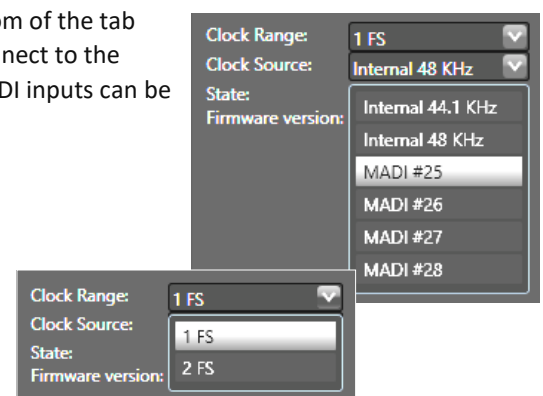 om of the tab
nnect to the
DI inputs can be
Clock Range: 1 FS
Clock Source: Internal 48 KHz
State:
Firmware version:
Internal 44.1 KHz
Internal 48 KHz
MADI #25
MADI #26
MADI #27
MADI #28
Clock Range: 1 FS
Clock Source:
1 FS
State:
Firmware version: 2 FS